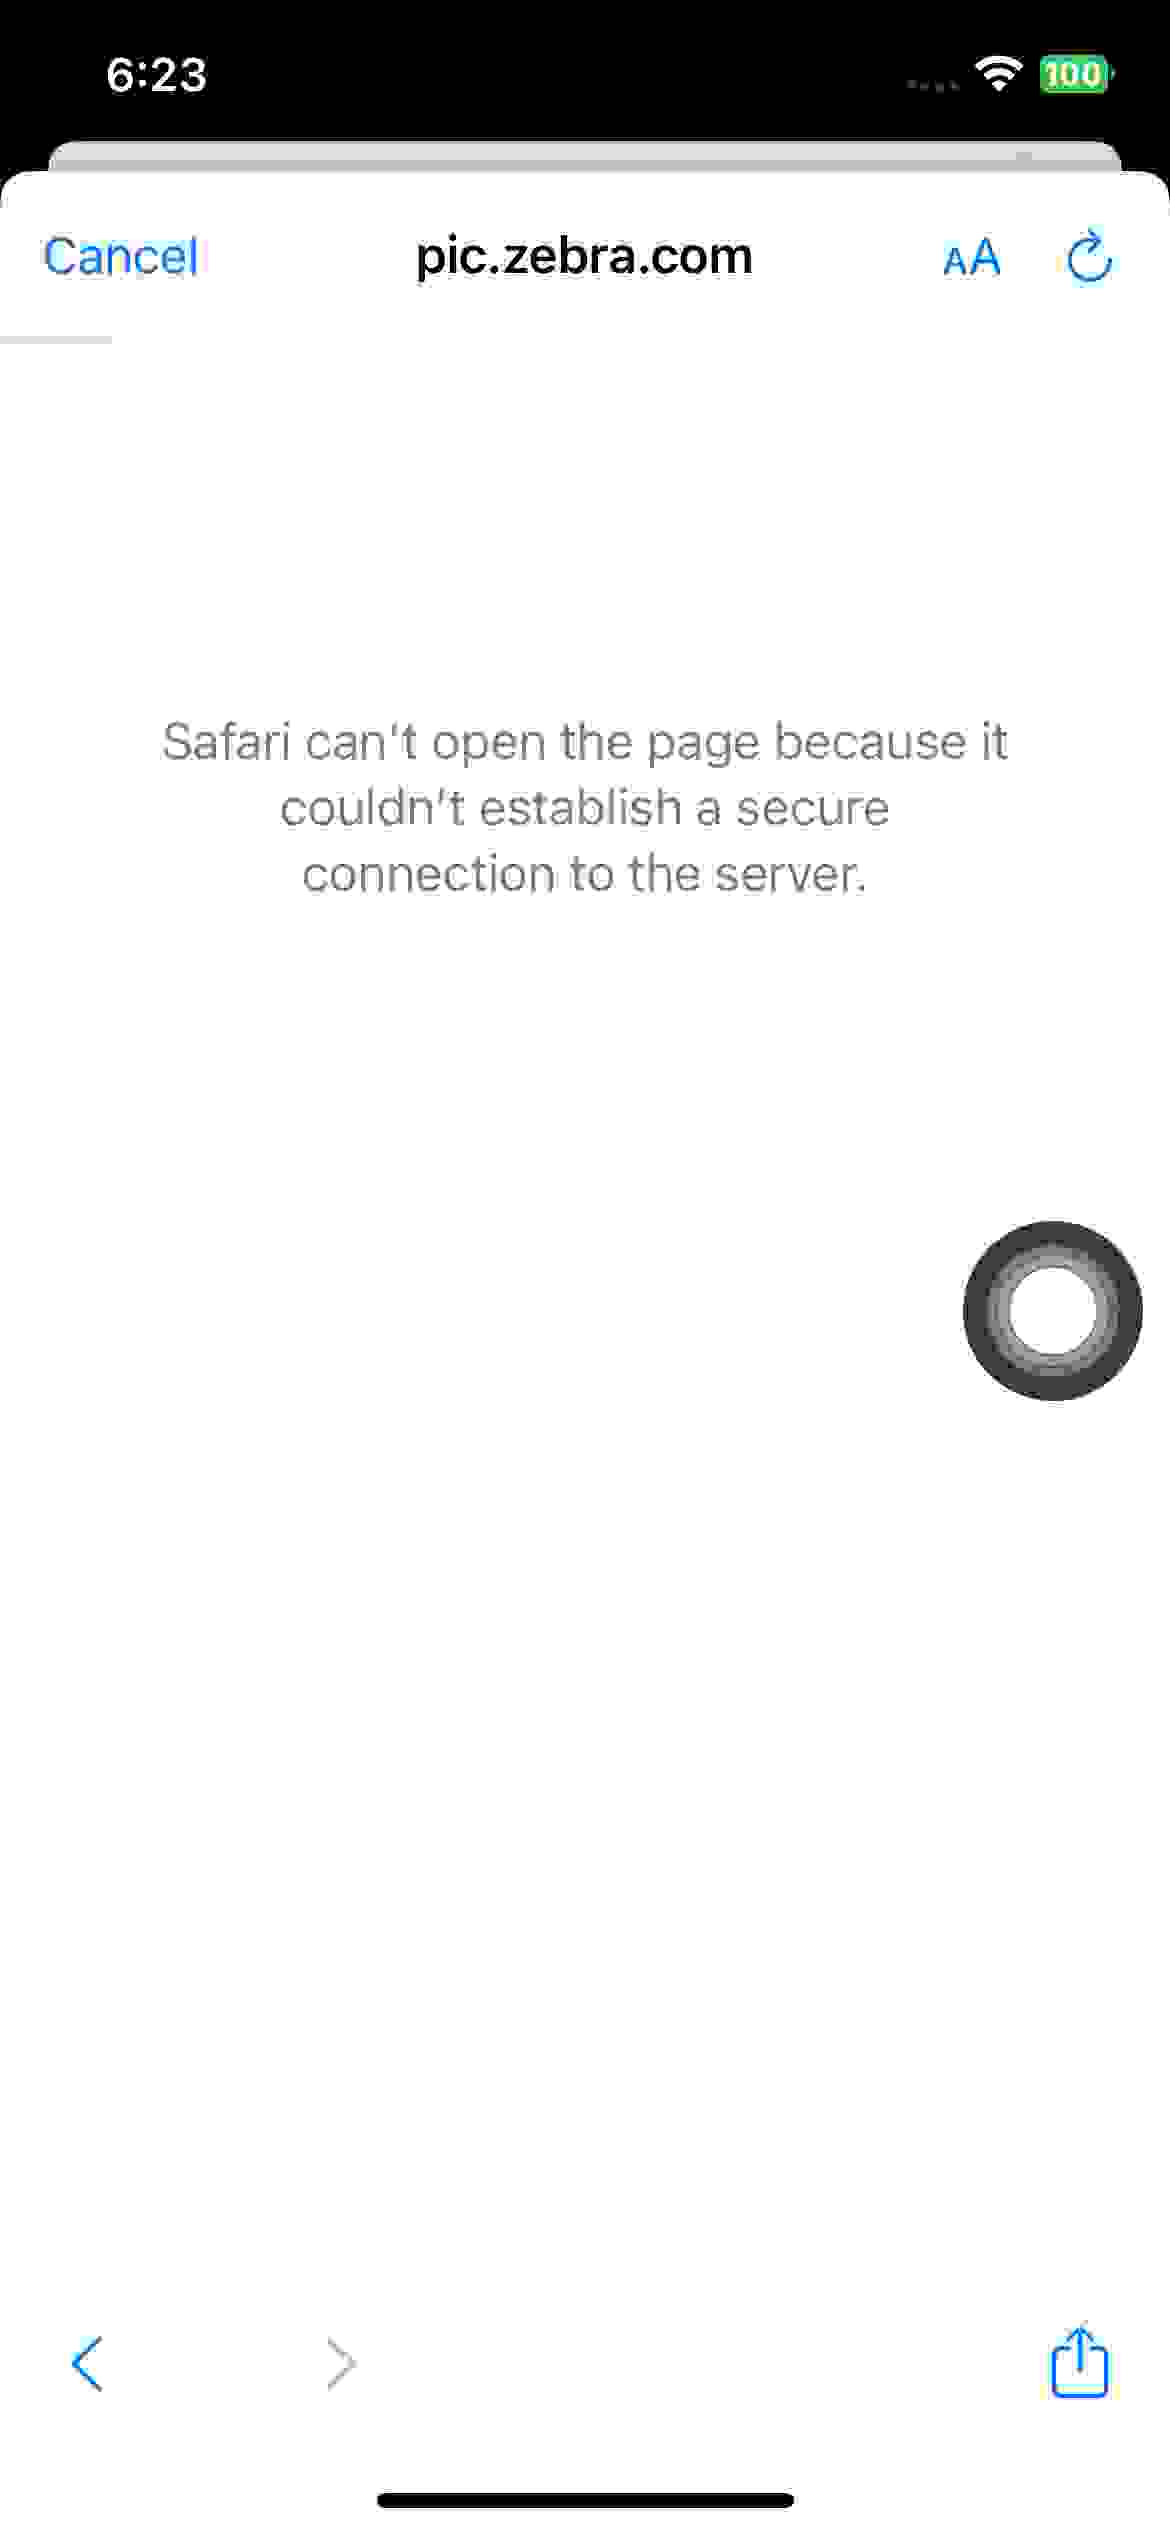 6:23
100
Cancel
pic.zebra.com
AA
Safari can't open the page because it
couldn't establish a secure
connection to the server.